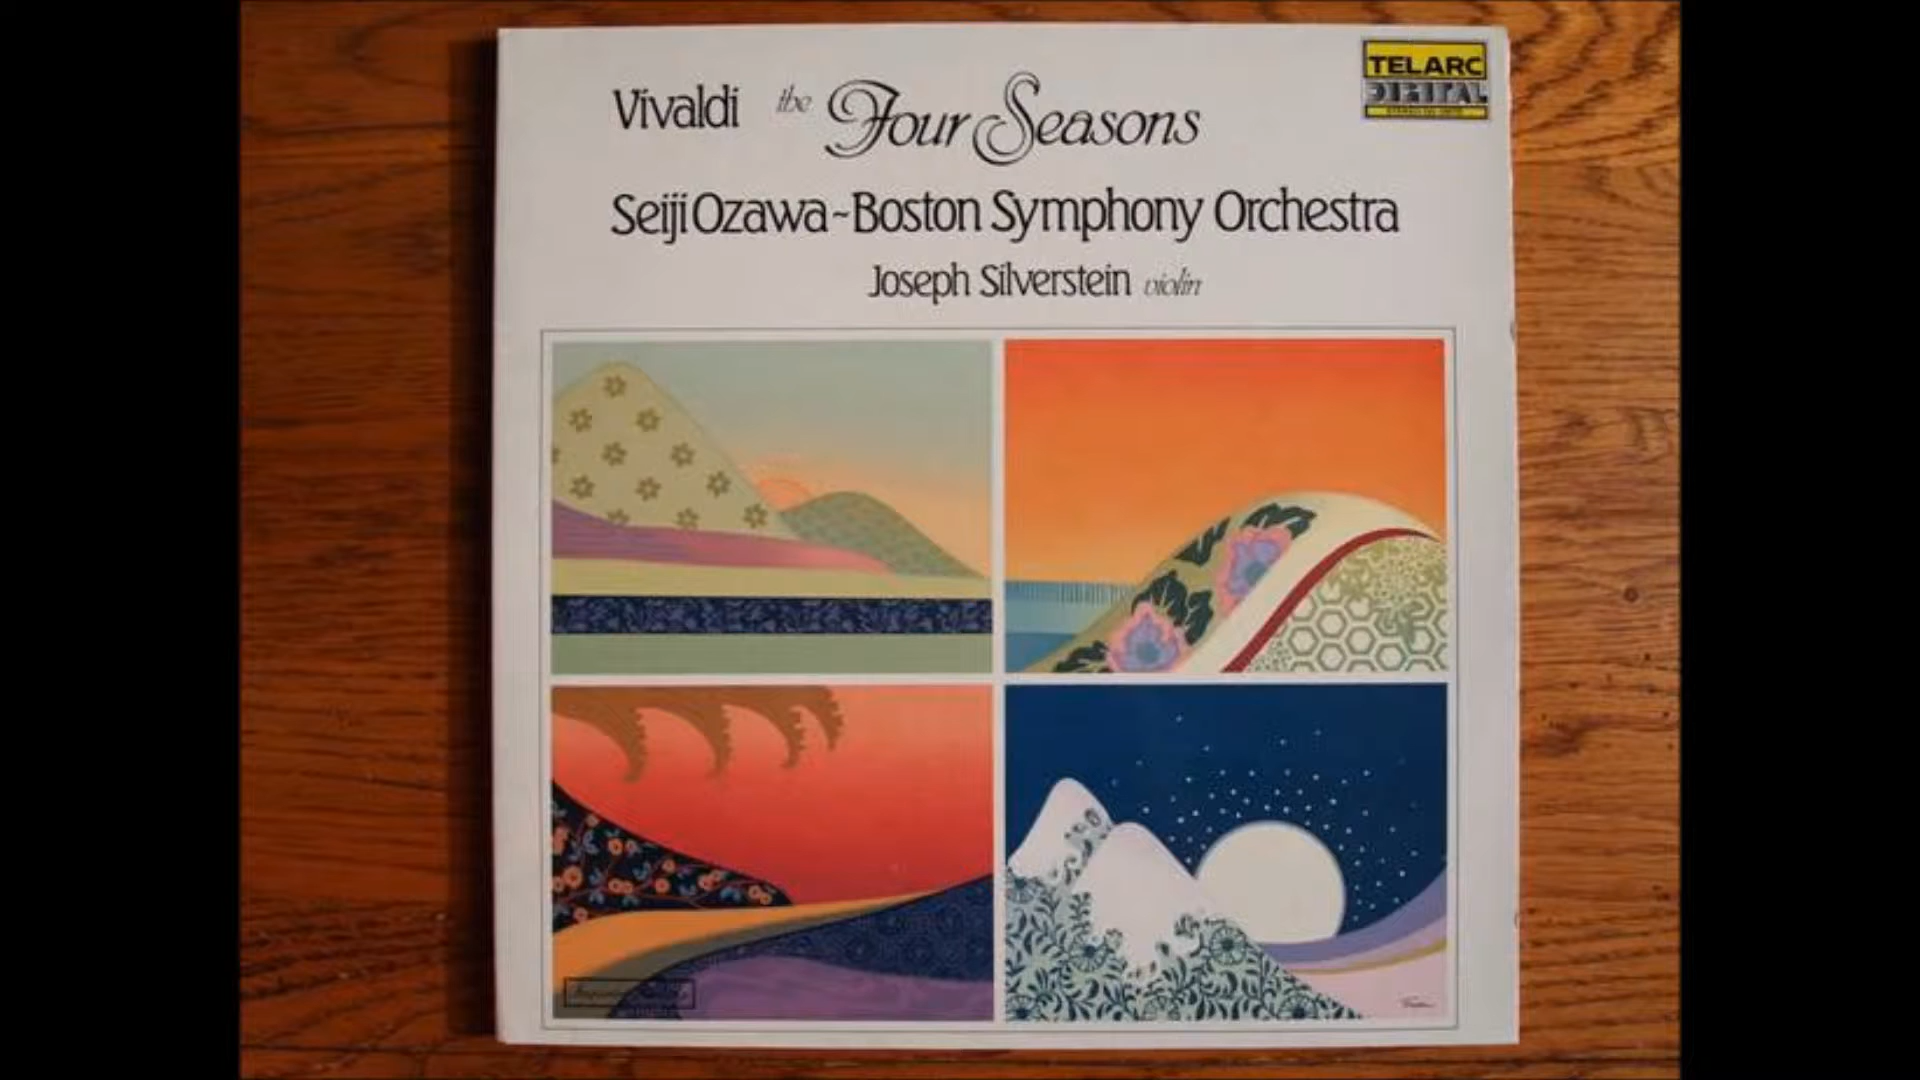 Vivaldi the Four Seasons
TELARC
DIGITAL
Seiji Ozawa~Boston Symphony Orchestra
Joseph Silverstein violin